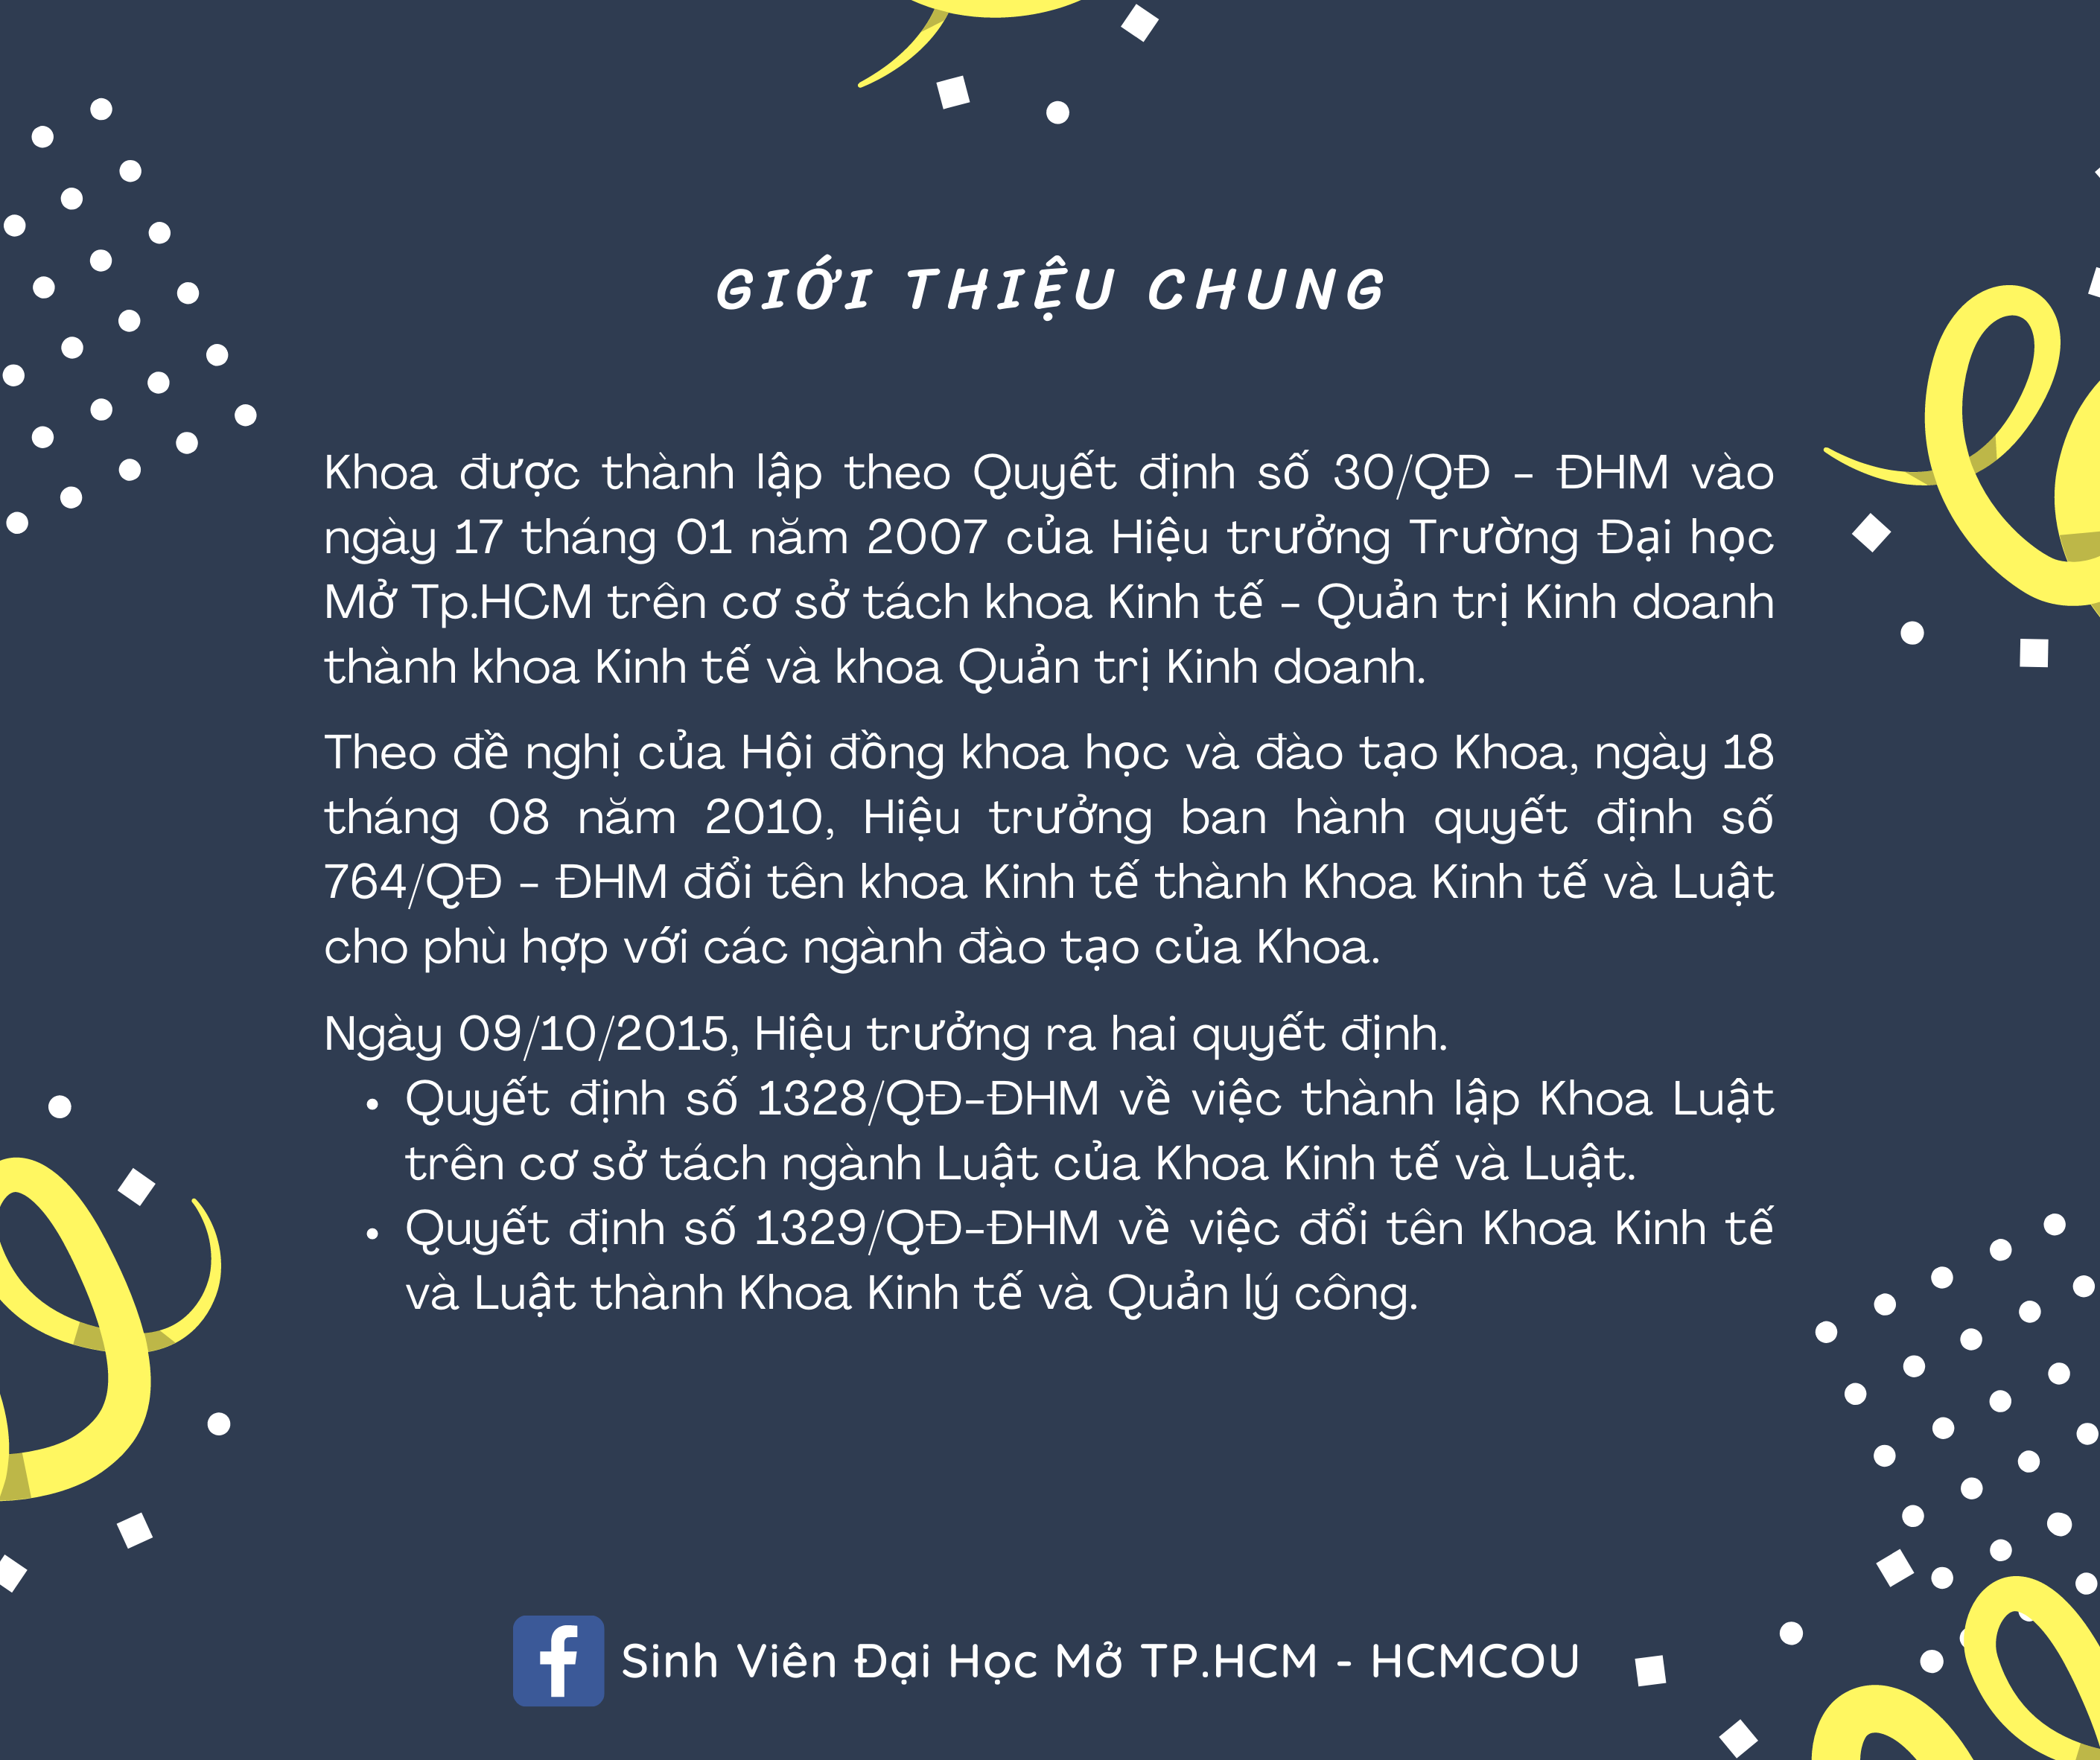 GIỚI THIỆU CHUNG
Khoa được thành lập theo Quyết định số 30/QĐ - ĐHM vào
ngày 17 tháng 01 năm 2007 của Hiệu trưởng Trường Đại học
Mở Tp.HCM trên cơ sở tách khoa Kinh tế - Quản trị Kinh doanh
thành khoa Kinh tế và khoa Quản trị Kinh doanh.
Theo đề nghị của Hội đồng khoa học và đào tạo Khoa, ngày 18
tháng 08 năm 2010, Hiệu trưởng ban hành quyết định số
764/QĐ - ĐHM đổi tên khoa Kinh tế thành Khoa Kinh tế và Luật
cho phù hợp với các ngành đào tạo của Khoa.
Ngày 09/10/2015, Hiệu trưởng ra hai quyết định.
• Quyết định số 1328/QĐ-ĐHM về việc thành lập Khoa Luật
trên cơ sở tách ngành Luật của Khoa Kinh tế và Luật.
• Quyết định số 1329/QĐ-ĐHM về việc đổi tên Khoa Kinh tế
và Luật thành Khoa Kinh tế và Quản lý công.
f Sinh Viên Đại Học Mở TP.HCM - HCMCOU